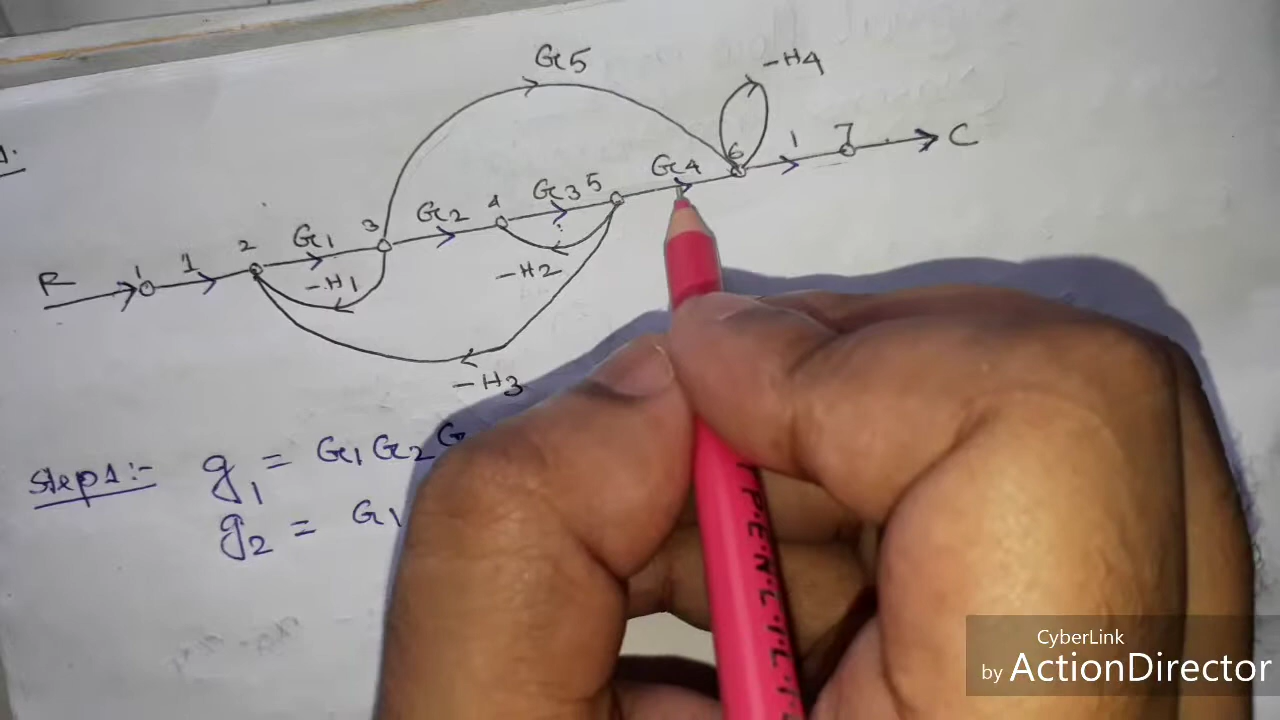 1.
G5
-H4
R 1 1 2 G1 3 G2 4 G3 5 G4 6 1 7 C
-H1
-H2
-H3
Step1:- g1 = G1 G2 G
g2 = G1
P.E.N.C.I.L.
CyberLink
by ActionDirector